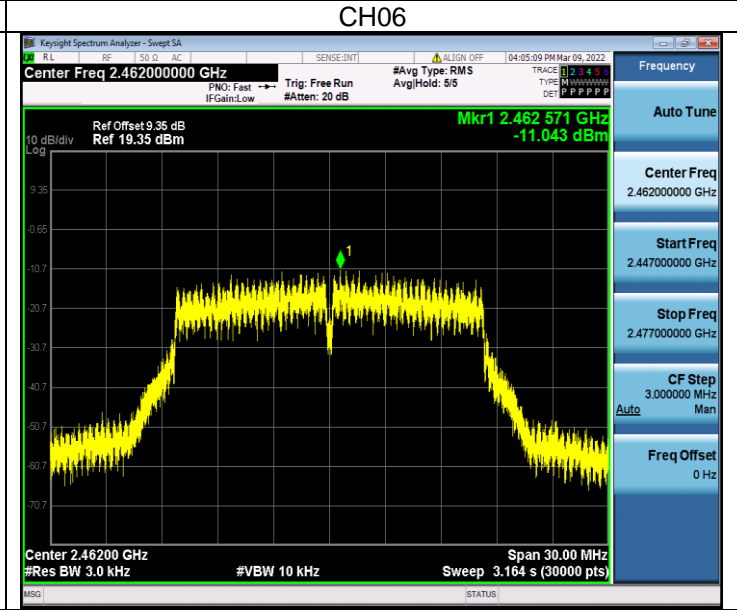 CH06
Keysight Spectrum Analyzer - Swept SA
RL RF 50 Ω AC SENSE:INT ALIGN OFF 04:05:09 PM Mar 09, 2022
Center Freq 2.462000000 GHz
PNO: Fast
IFGain:Low
Trig: Free Run
#Atten: 20 dB
#Avg Type: RMS
Avg|Hold: 5/5
TRACE 1 2 3 4 5 6
TYPE M WWWWW
DET P P P P P P
Frequency
Auto Tune
Center Freq
2.462000000 GHz
Start Freq
2.447000000 GHz
Stop Freq
2.477000000 GHz
CF Step
3.000000 MHz
Auto Man
Freq Offset
0 Hz
Ref Offset 9.35 dB
10 dB/div Ref 19.35 dBm
Log
Mkr1 2.462 571 GHz
-11.043 dBm
9.35
-0.65
1
-10.7
-20.7
-30.7
-40.7
-50.7
-60.7
-70.7
Center 2.46200 GHz Span 30.00 MHz
#Res BW 3.0 kHz #VBW 10 kHz Sweep 3.164 s (30000 pts)
MSG STATUS